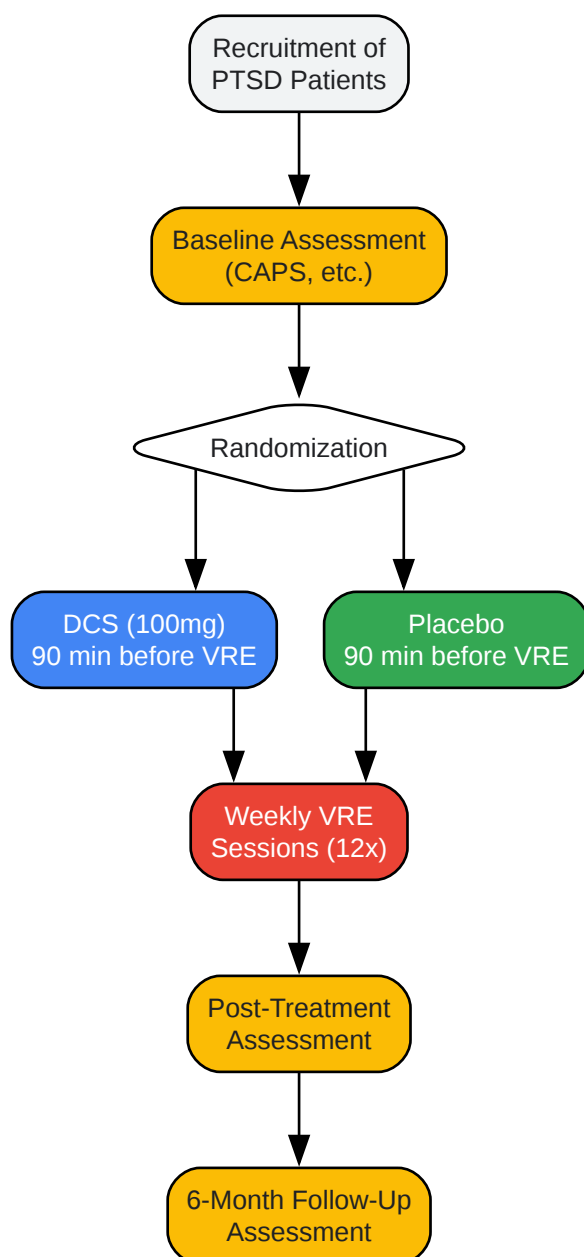 Recruitment of
PTSD Patients
Baseline Assessment
(CAPS, etc.)
Randomization
DCS (100mg)
90 min before VRE
Placebo
90 min before VRE
Weekly VRE
Sessions (12x)
Post-Treatment
Assessment
6-Month Follow-Up
Assessment